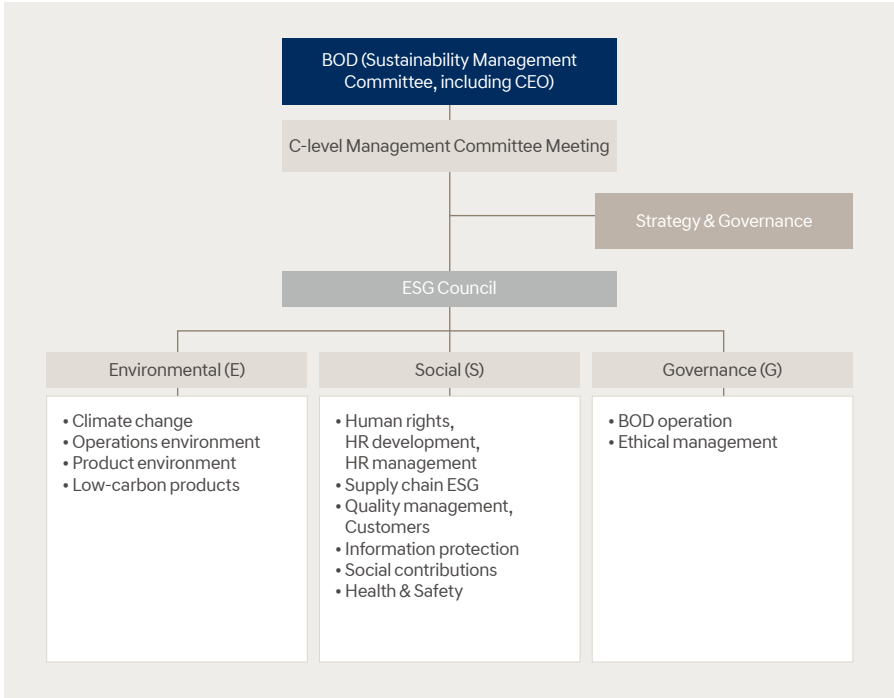 BOD (Sustainability Management
Committee, including CEO)
C-level Management Committee Meeting
Strategy & Governance
ESG Council
Environmental (E)
• Climate change
• Operations environment
• Product environment
• Low-carbon products
Social (S)
• Human rights,
HR development,
HR management
• Supply chain ESG
• Quality management,
Customers
• Information protection
• Social contributions
• Health & Safety
Governance (G)
• BOD operation
• Ethical management